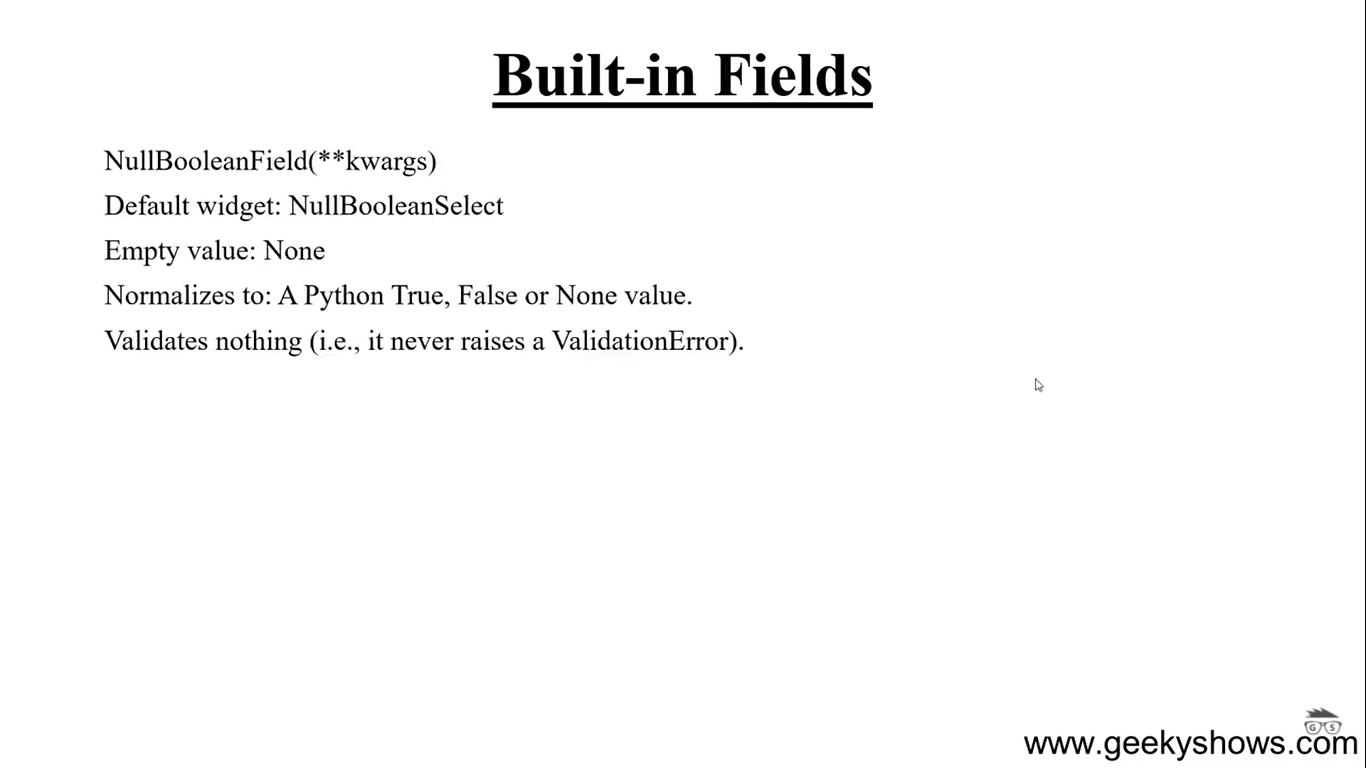 Built-in Fields
NullBooleanField(**kwargs)
Default widget: NullBooleanSelect
Empty value: None
Normalizes to: A Python True, False or None value.
Validates nothing (i.e., it never raises a ValidationError).
G S
www.geekyshows.com